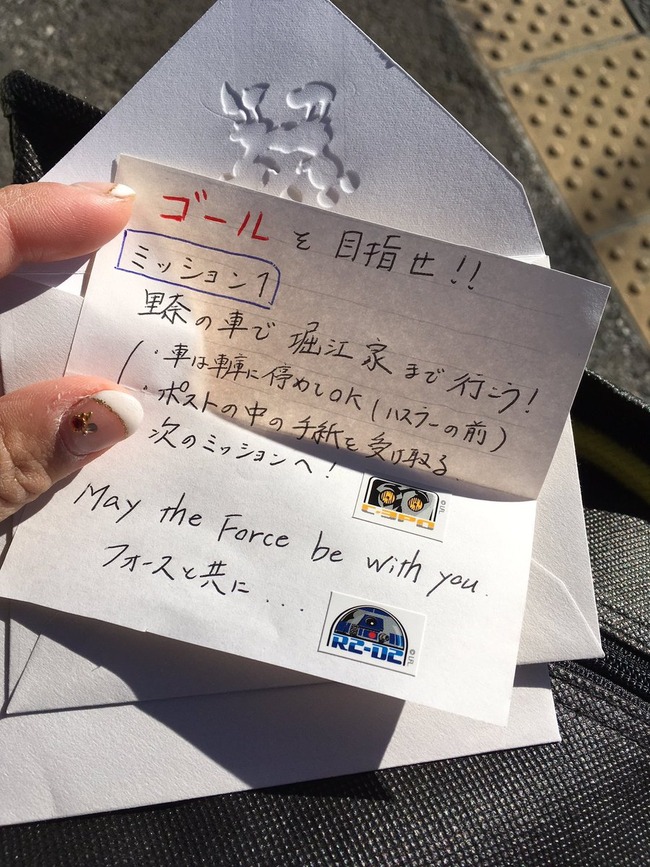 ゴールを目指せ!!
ミッション1
里奈の車で堀江家まで行こう!
・車は車庫に停めてOK(ハスラーの前)
・ポストの中の手紙を受け取る
次のミッションへ!
C-3PO
May the Force be with you.
フォースと共に....
R2-D2